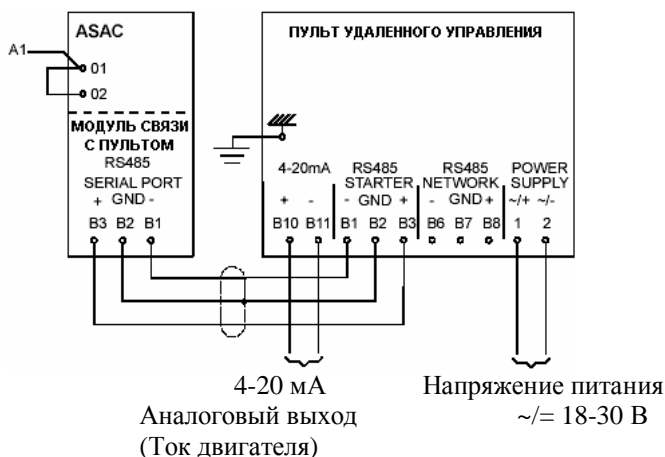 ASAC
ПУЛЬТ УДАЛЕННОГО УПРАВЛЕНИЯ
A1
01
02
МОДУЛЬ СВЯЗИ
С ПУЛЬТОМ
RS485
SERIAL PORT
+ GND -
B3 B2 B1
4-20mA RS485 RS485 POWER
STARTER NETWORK SUPPLY
+ - - GND + - GND + ~/+ ~/-
B10 B11 B1 B2 B3 B6 B7 B8 1 2
4-20 мА
Аналоговый выход
(Ток двигателя)
Напряжение питания
~/= 18-30 В